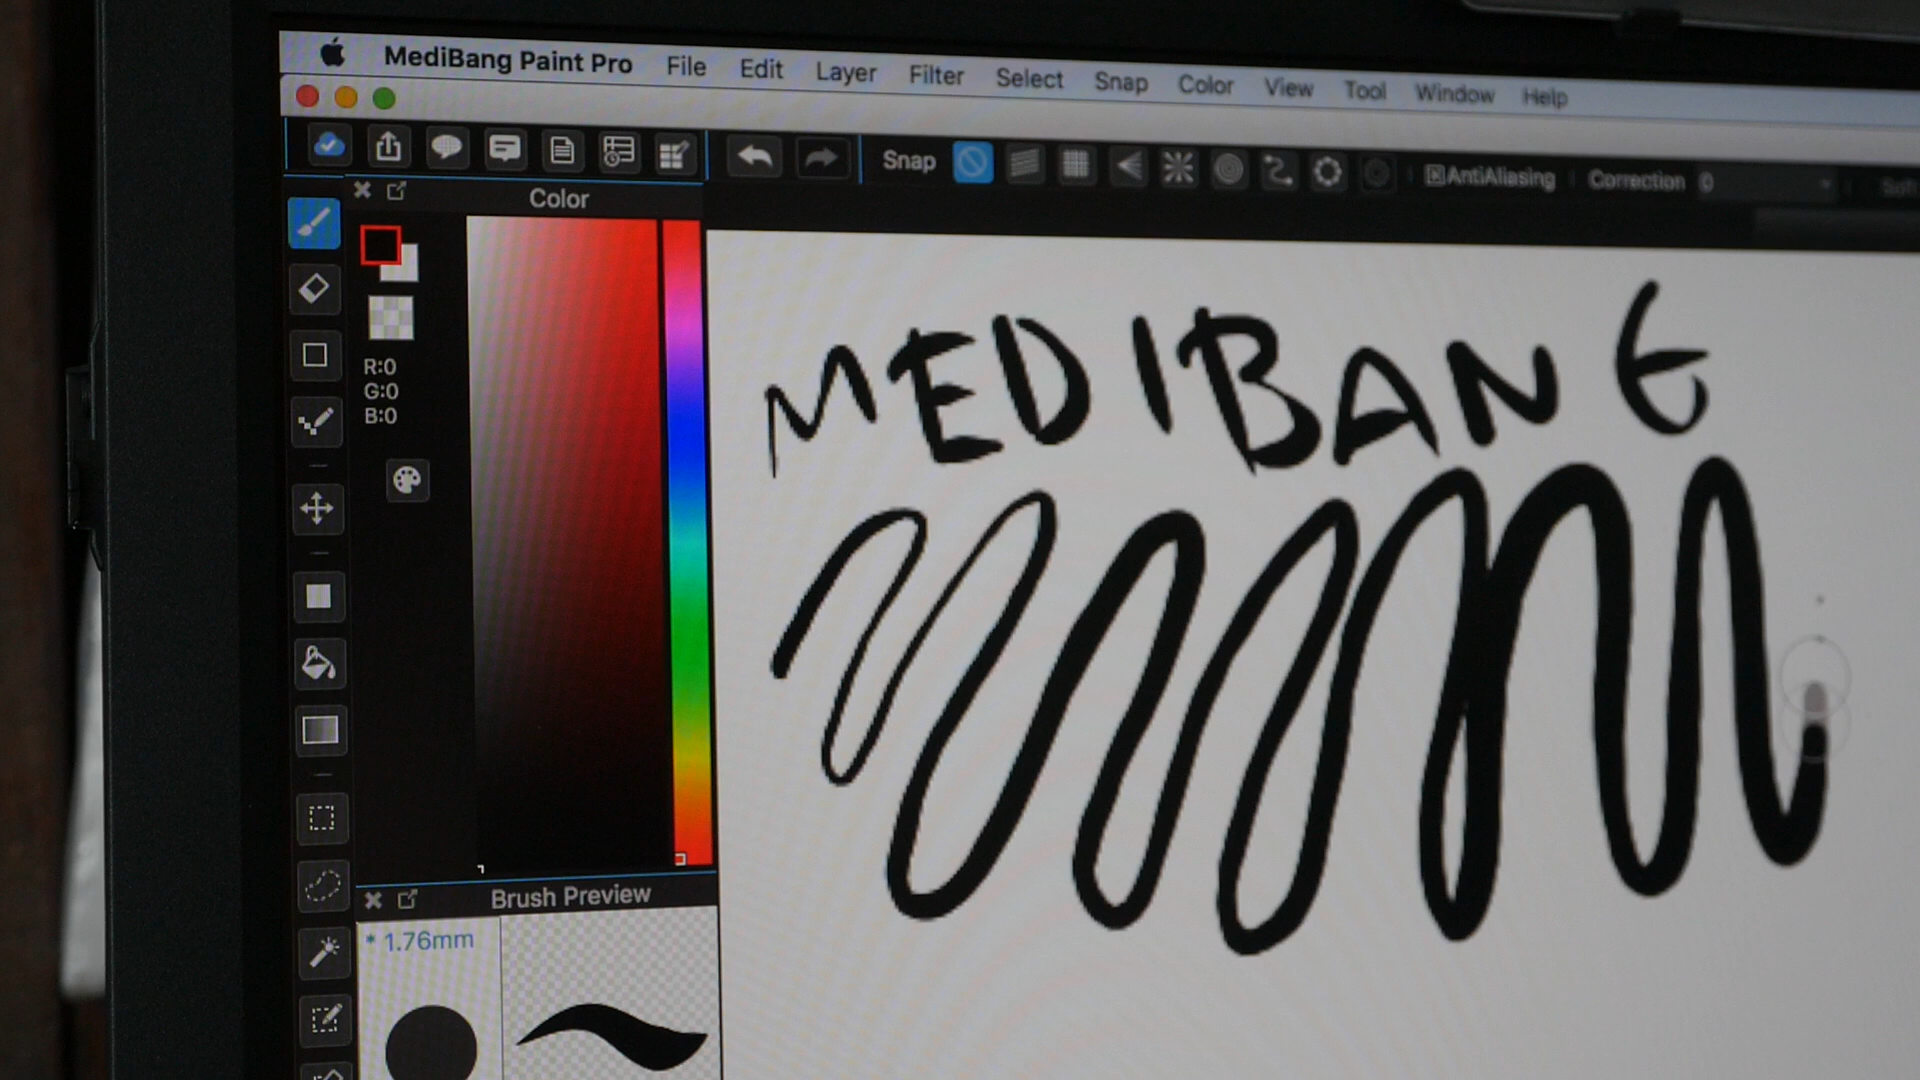 MediBang Paint Pro File Edit Layer Filter Select Snap Color View Tool Window Help
Snap AntiAliasing Correction 0
Color
R:0
G:0
B:0
MEDIBANG
Brush Preview
* 1.76mm